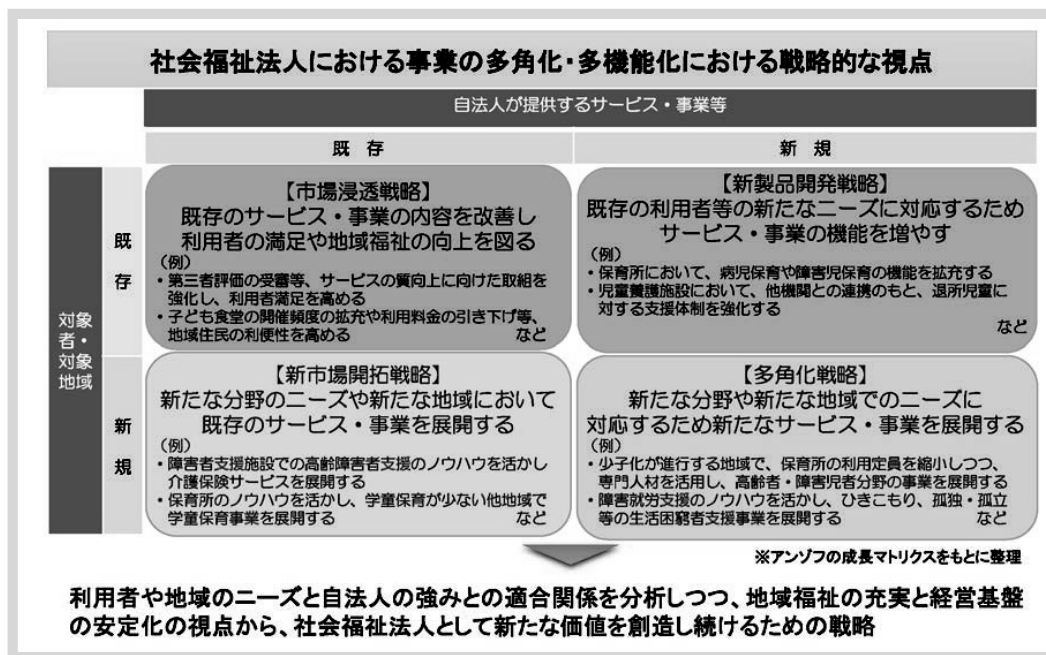 社会福祉法人における事業の多角化・多機能化における戦略的な視点
自法人が提供するサービス・事業等
既 存
新 規
対象
者・
対象
地域
既
存
【市場浸透戦略】
既存のサービス・事業の内容を改善し
利用者の満足や地域福祉の向上を図る
(例)
・第三者評価の受審等、サービスの質向上に向けた取組を
強化し、利用者満足を高める
・子ども食堂の開催頻度の拡充や利用料金の引き下げ等、
地域住民の利便性を高める など
【新製品開発戦略】
既存の利用者等の新たなニーズに対応するため
サービス・事業の機能を増やす
(例)
・保育所において、病児保育や障害児保育の機能を拡充する
・児童養護施設において、他機関との連携のもと、退所児童に
対する支援体制を強化する
など
新
規
【新市場開拓戦略】
新たな分野のニーズや新たな地域において
既存のサービス・事業を展開する
(例)
・障害者支援施設での高齢障害者支援のノウハウを活かし
介護保険サービスを展開する
・保育所のノウハウを活かし、学童保育が少ない他地域で
学童保育事業を展開する など
【多角化戦略】
新たな分野や新たな地域でのニーズに
対応するため新たなサービス・事業を展開する
(例)
・少子化が進行する地域で、保育所の利用定員を縮小しつつ、
専門人材を活用し、高齢者・障害児者分野の事業を展開する
・障害就労支援のノウハウを活かし、ひきこもり、孤独・孤立
等の生活困窮者支援事業を展開する など
※アンゾフの成長マトリクスをもとに整理
利用者や地域のニーズと自法人の強みとの適合関係を分析しつつ、地域福祉の充実と経営基盤
の安定化の視点から、社会福祉法人として新たな価値を創造し続けるための戦略